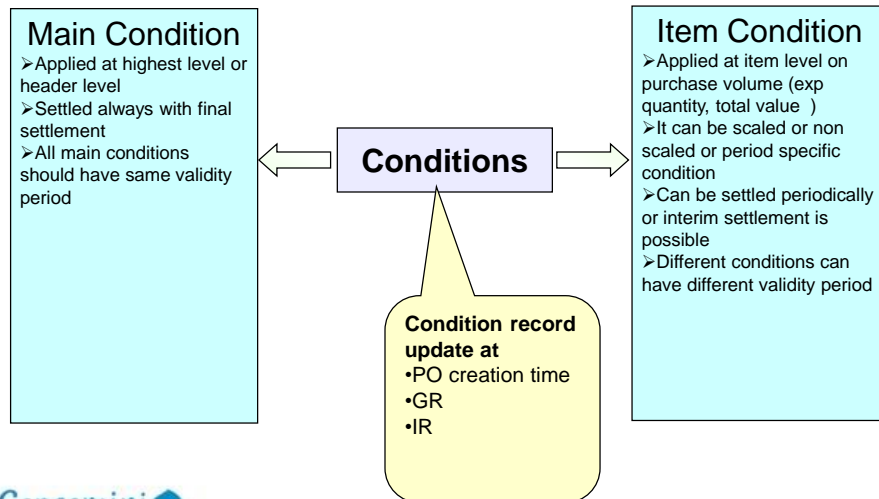 Main Condition
➢Applied at highest level or
header level
➢Settled always with final
settlement
➢All main conditions
should have same validity
period
Conditions
Item Condition
➢Applied at item level on
purchase volume (exp
quantity, total value )
➢It can be scaled or non
scaled or period specific
condition
➢Can be settled periodically
or interim settlement is
possible
➢Different conditions can
have different validity period
Condition record
update at
•PO creation time
•GR
•IR